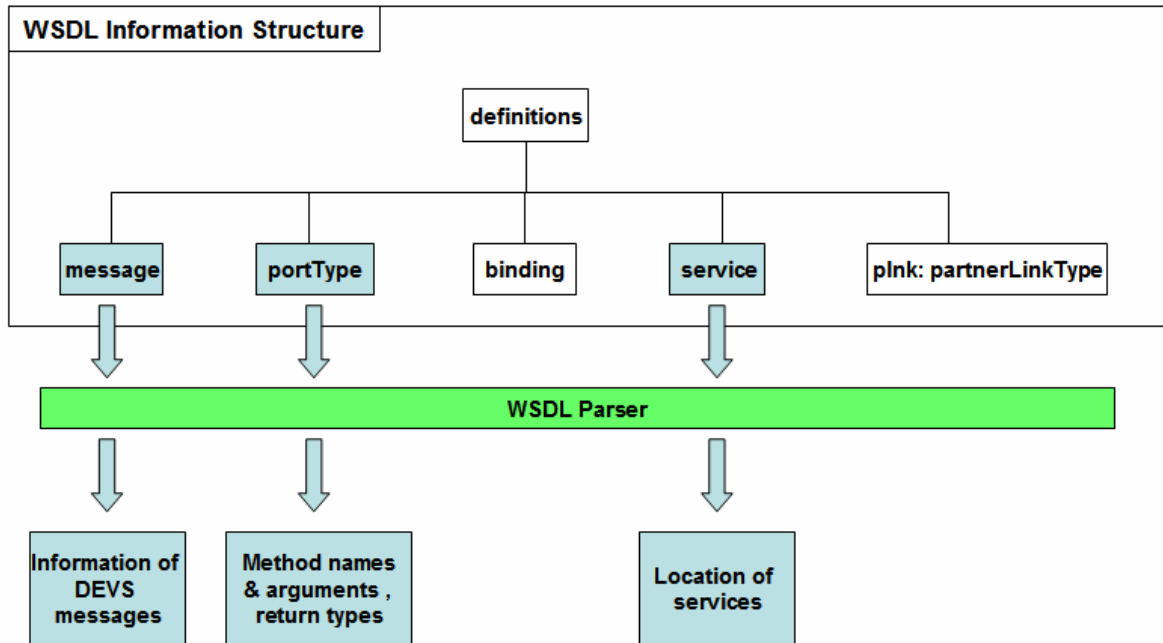 WSDL Information Structure
definitions
message
portType
binding
service
plnk: partnerLinkType
WSDL Parser
Information of
DEVS
messages
Method names
& arguments ,
return types
Location of
services